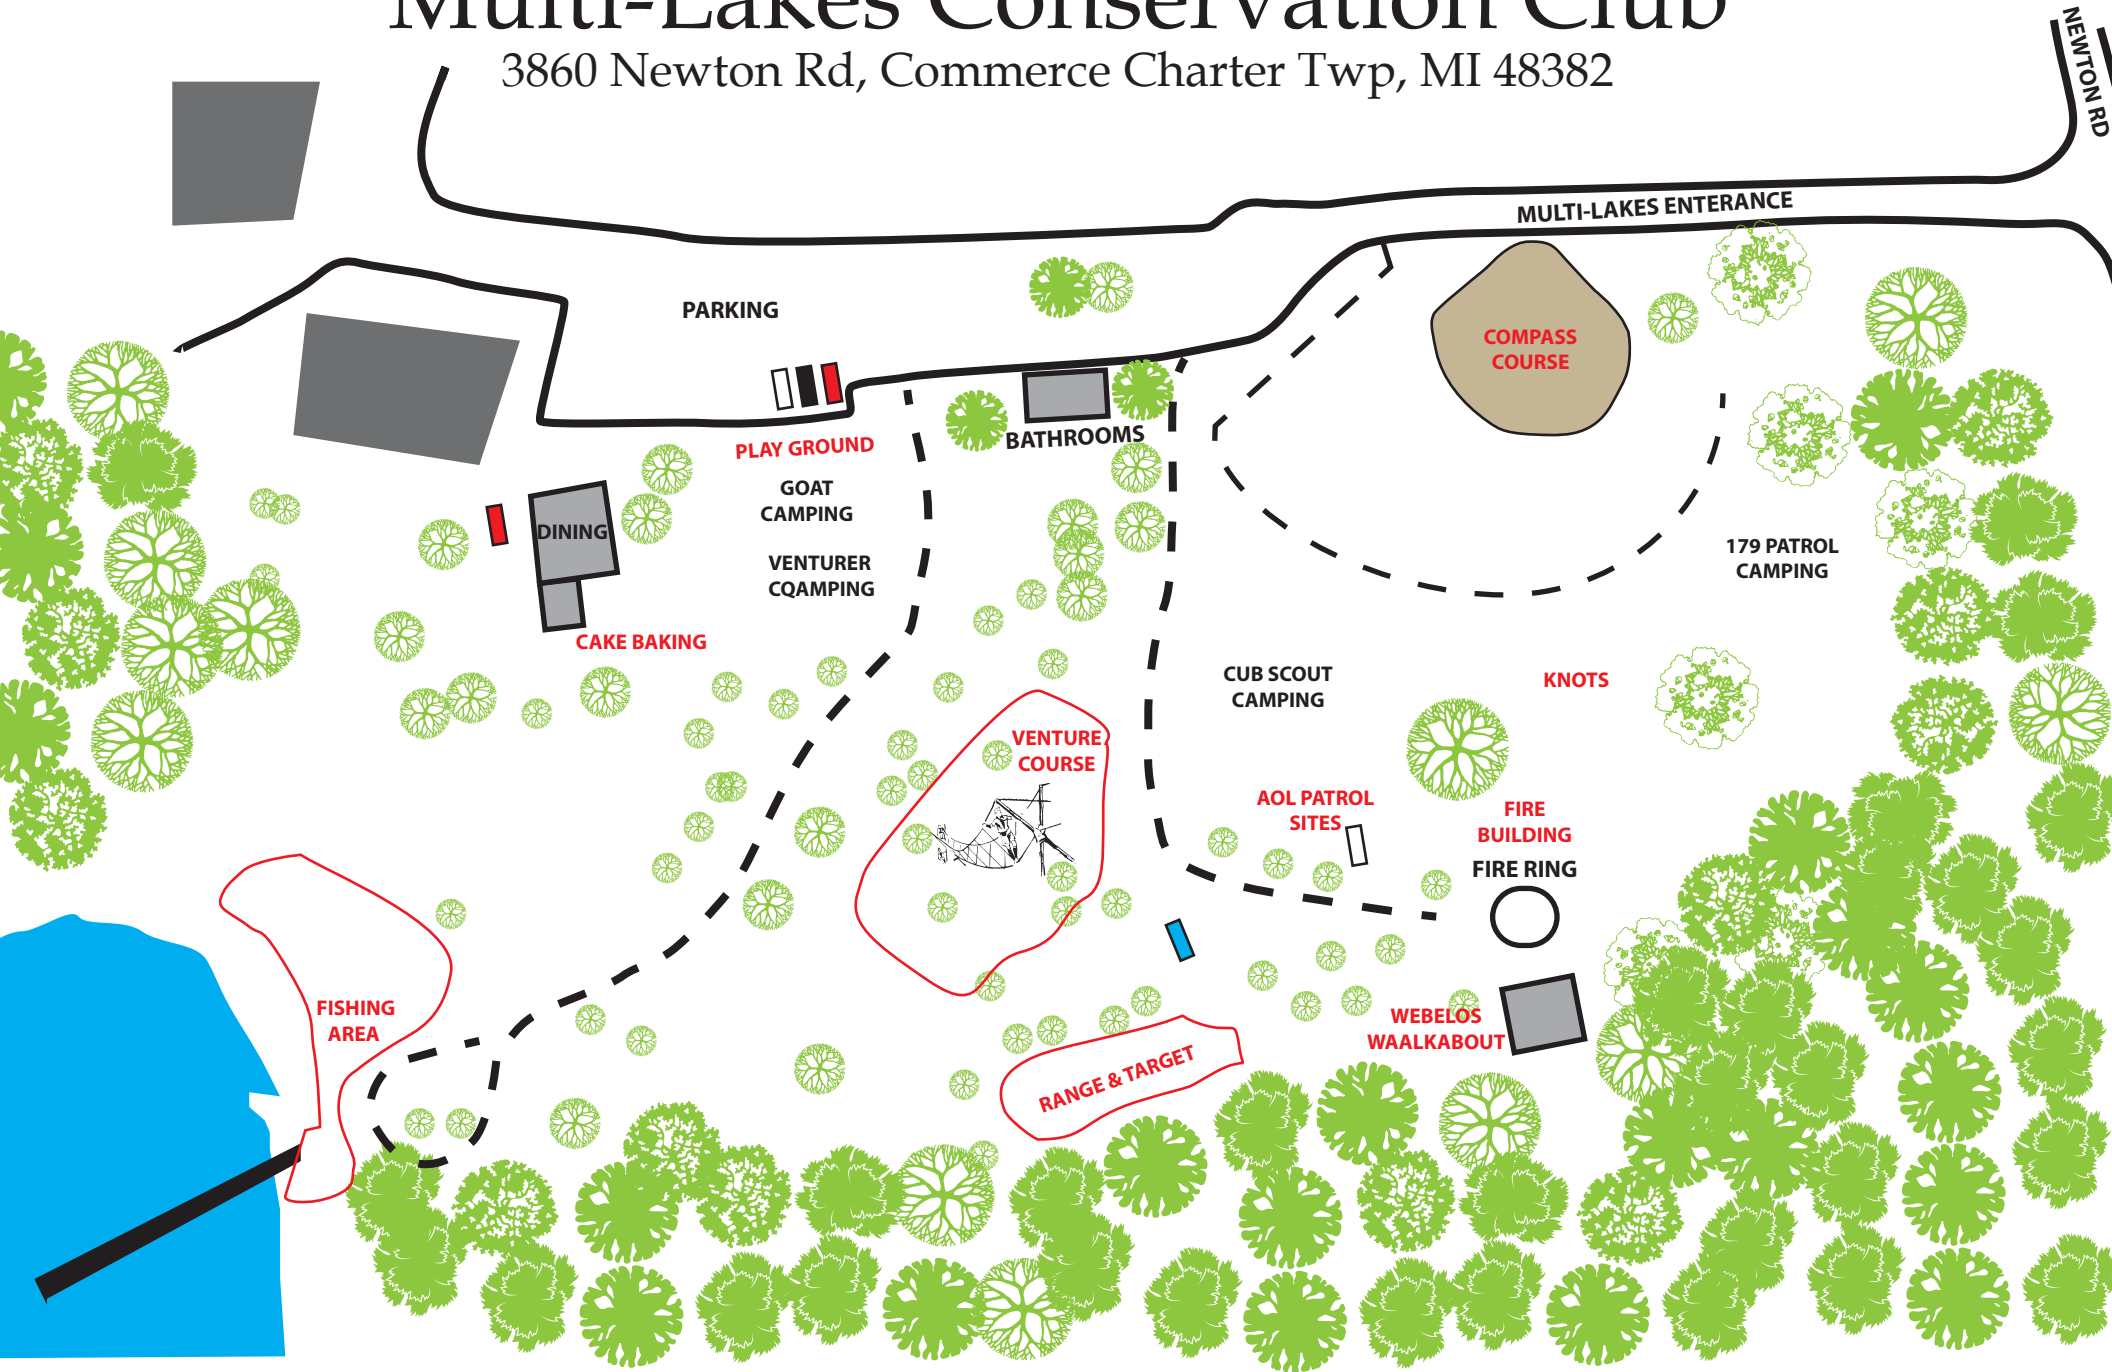 Multi-Lakes Conservation Club
3860 Newton Rd, Commerce Charter Twp, MI 48382
NEWTON RD
MULTI-LAKES ENTERANCE
PARKING
COMPASS
COURSE
PLAY GROUND
BATHROOMS
GOAT
CAMPING
DINING
VENTURER
CQAMPING
179 PATROL
CAMPING
CAKE BAKING
CUB SCOUT
CAMPING
KNOTS
VENTURE
COURSE
AOL PATROL
SITES
FIRE
BUILDING
FIRE RING
FISHING
AREA
WEBELOS
WAALKABOUT
RANGE & TARGET